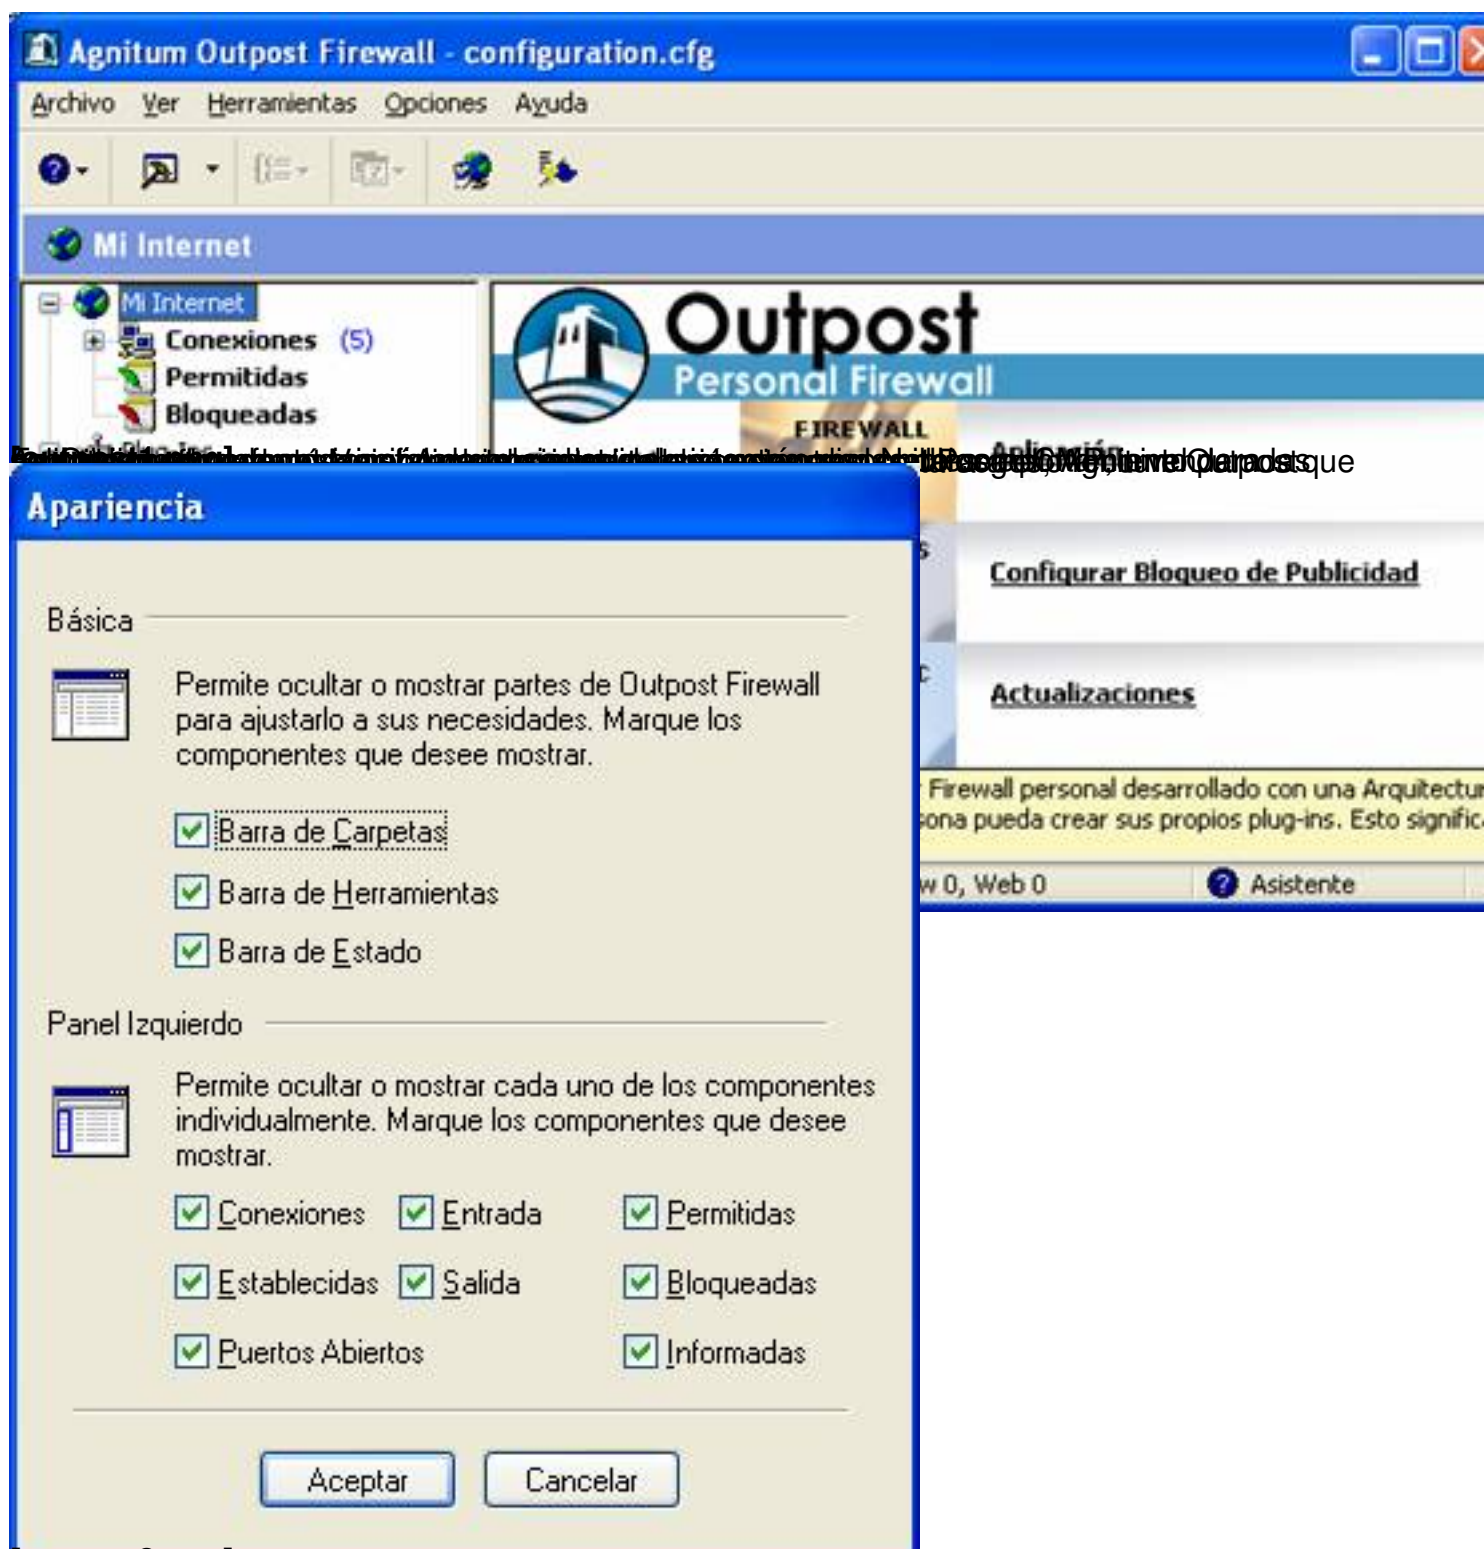 Agnitum Outpost Firewall - configuration.cfg
Archivo Ver Herramientas Opciones Ayuda
Mi Internet
Mi Internet
Conexiones (5)
Permitidas
Bloqueadas
Outpost
Personal Firewall
FIREWALL
Aplicación
que
Configurar Bloqueo de Publicidad
Actualizaciones
Firewall personal desarrollado con una
pueda crear sus propios plug-ins. Esto
0, Web 0
Asistente
Apariencia
Básica
Permite ocultar o mostrar partes de Outpost Firewall
para ajustarlo a sus necesidades. Marque los
componentes que desee mostrar.
Barra de Carpetas
Barra de Herramientas
Barra de Estado
Panel Izquierdo
Permite ocultar o mostrar cada uno de los componentes
individualmente. Marque los componentes que desee
mostrar.
Conexiones Entrada Permitidas
Establecidas Salida Bloqueadas
Puertos Abiertos Informadas
Aceptar Cancelar